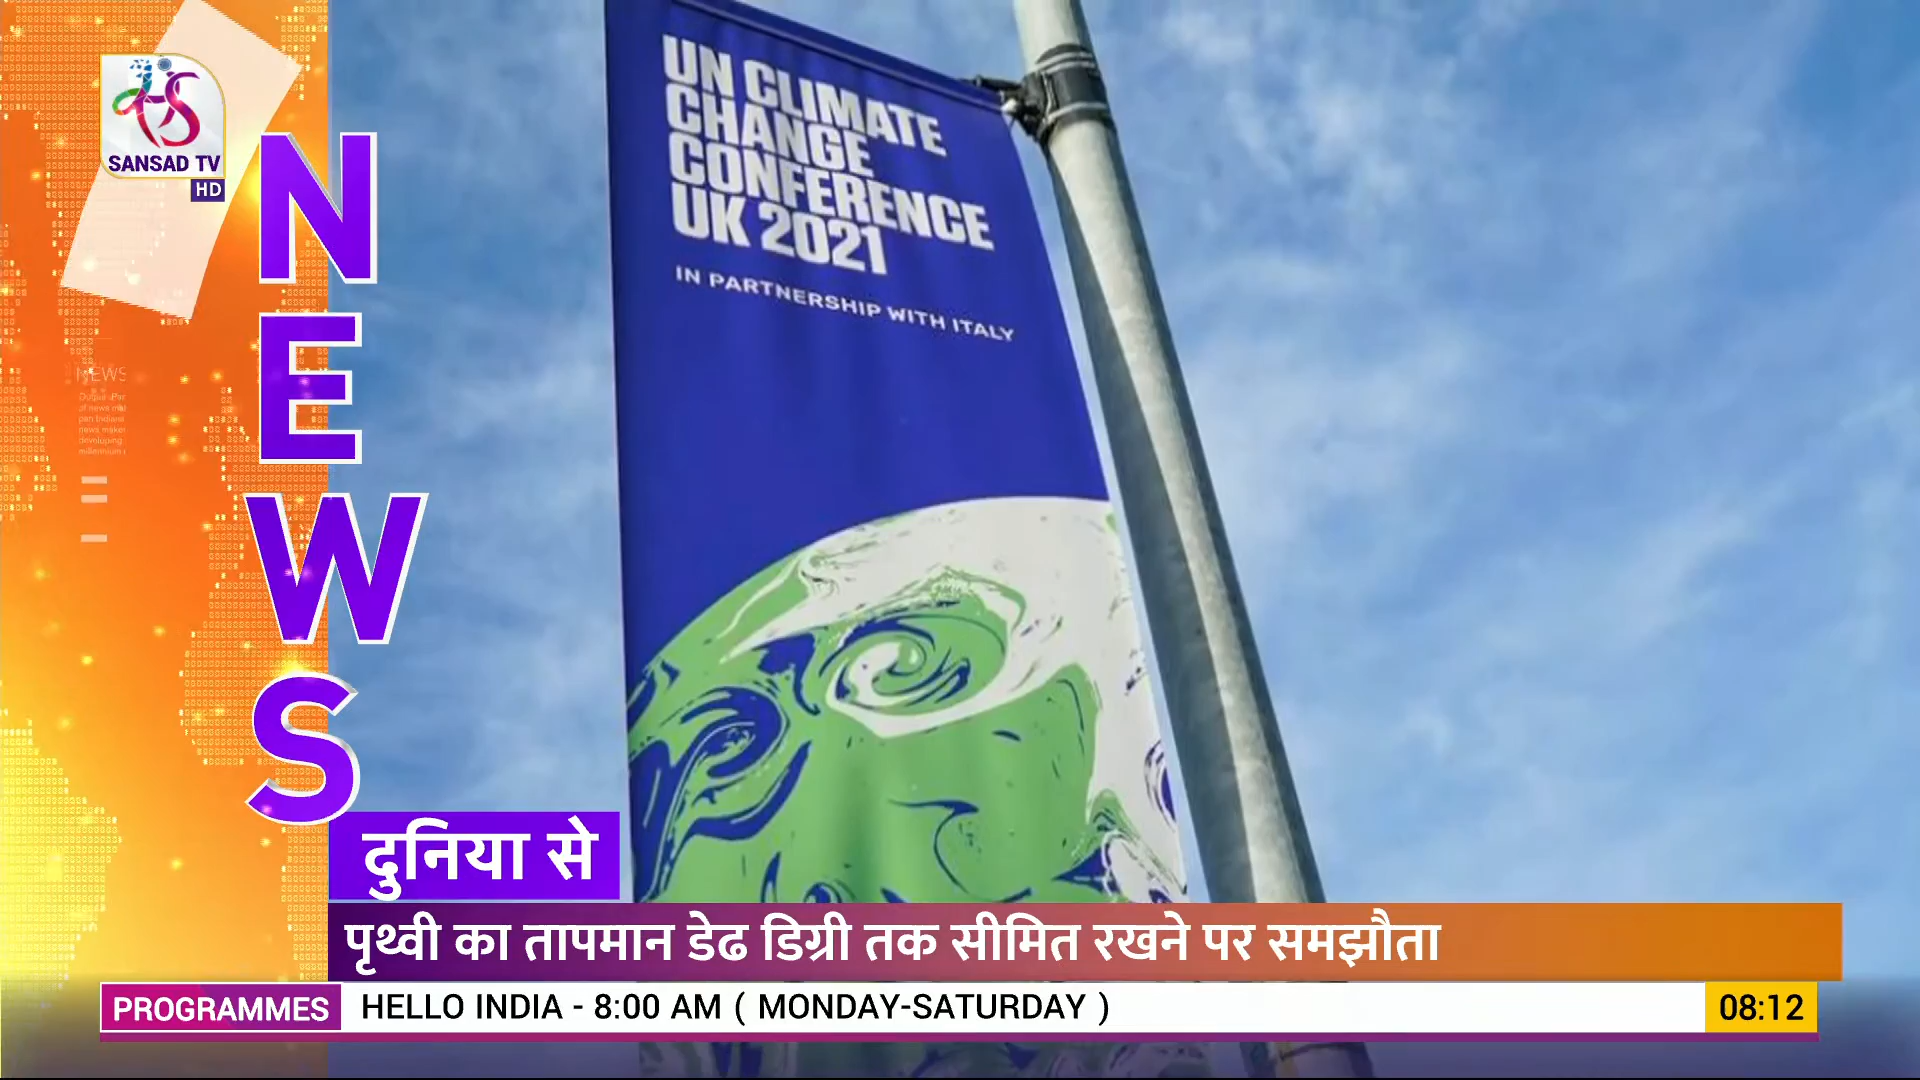 SANSAD TV
HD
NEWS
UN CLIMATE
CHANGE
CONFERENCE
UK 2021
IN PARTNERSHIP WITH ITALY
NEWS
दुनिया से
पृथ्वी का तापमान डेढ डिग्री तक सीमित रखने पर समझौता
PROGRAMMES HELLO INDIA - 8:00 AM ( MONDAY-SATURDAY ) 08:12